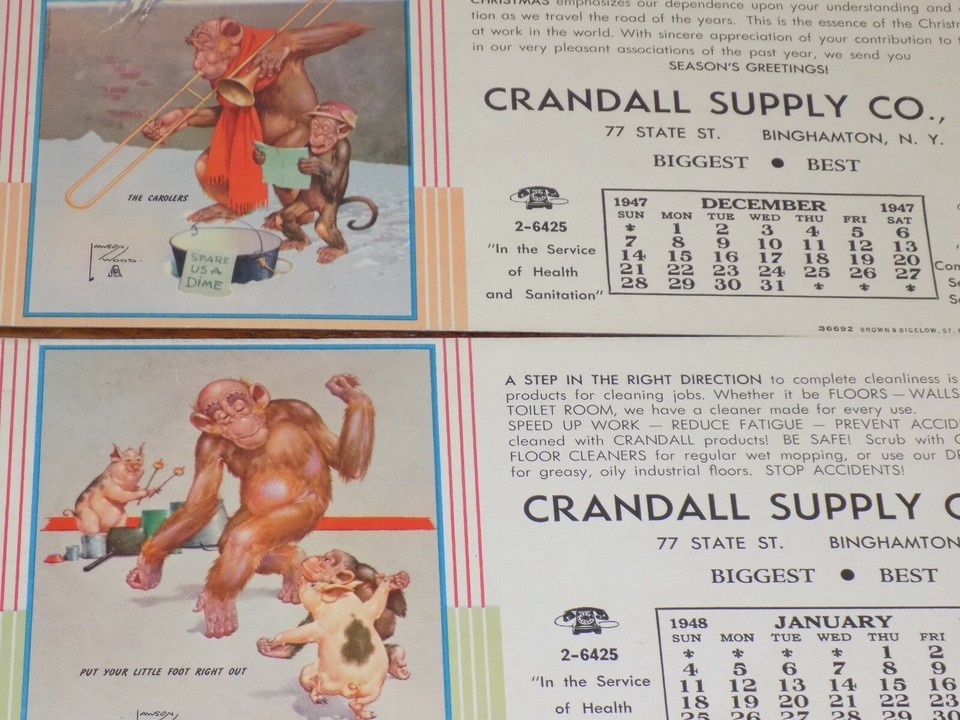 CHRISTMAS emphasizes our dependence upon your understanding and
tion as we travel the road of the years. This is the essence of the
at work in the world. With sincere appreciation of your contribution to
in our very pleasant associations of the past year, we send you
SEASON'S GREETINGS!
CRANDALL SUPPLY CO.,
77 STATE ST. BINGHAMTON, N. Y.
BIGGEST ● BEST
THE CAROLERS
LAWSON
WOOD.
SPARE
US A
DIME
2-6425
"In the Service
of Health
and Sanitation"
1947 DECEMBER 1947
SUN MON TUE WED THU FRI SAT
* 1 2 3 4 5 6
7 8 9 10 11 12 13
14 15 16 17 18 19 20
21 22 23 24 25 26 27
28 29 30 31 * * *
36692 BROWN & BIGELOW, ST.
A STEP IN THE RIGHT DIRECTION to complete cleanliness is
products for cleaning jobs. Whether it be FLOORS — WALLS
TOILET ROOM, we have a cleaner made for every use.
SPEED UP WORK — REDUCE FATIGUE — PREVENT ACCID
cleaned with CRANDALL products! BE SAFE! Scrub with
FLOOR CLEANERS for regular wet mopping, or use our
for greasy, oily industrial floors. STOP ACCIDENTS!
CRANDALL SUPPLY
77 STATE ST. BINGHAMTON
BIGGEST ● BEST
PUT YOUR LITTLE FOOT RIGHT OUT
LAWSON
2-6425
"In the Service
of Health
1948 JANUARY
SUN MON TUE WED THU FRI
* * * * 1 2
4 5 6 7 8 9
11 12 13 14 15 16
18 19 20 21 22 23
25 26 27 28 29 30